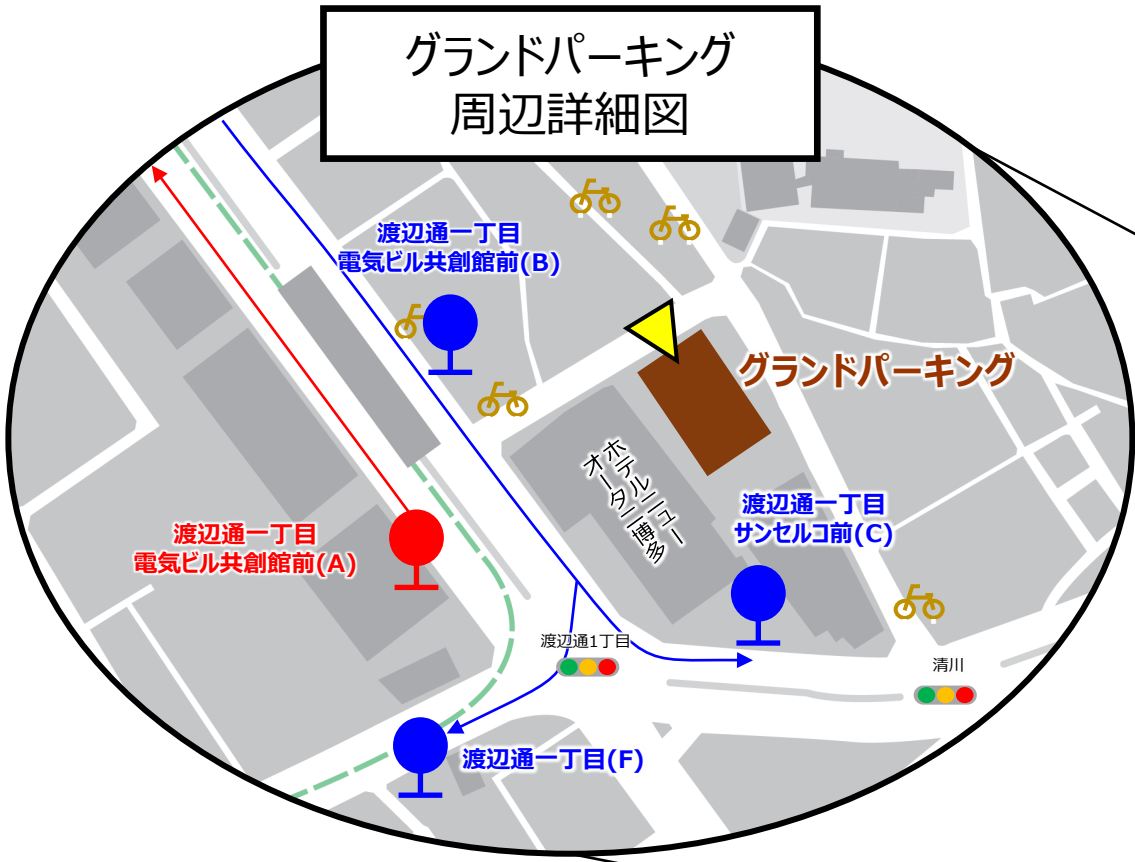 グランドパーキング
周辺詳細図
渡辺通一丁目
電気ビル共創館前(B)
グランドパーキング
ホテルニュー
オータニ博多
渡辺通一丁目
サンセルコ前(C)
渡辺通一丁目
電気ビル共創館前(A)
渡辺通1丁目
清川
渡辺通一丁目(F)